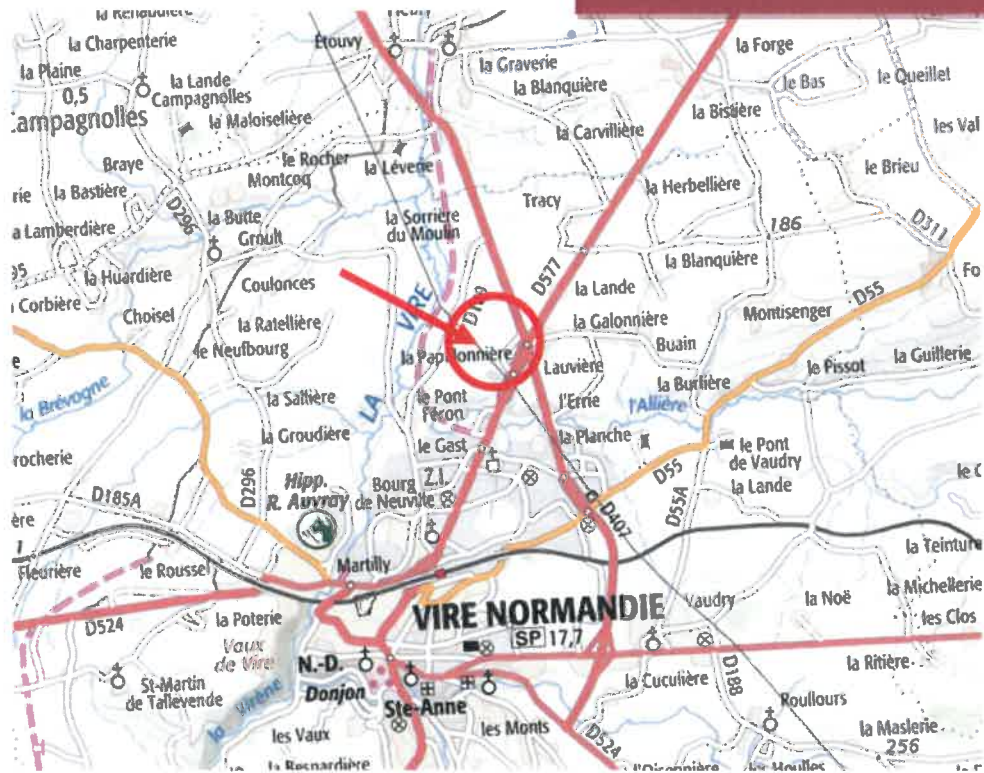 la Charpenterie
Étouvy
la Plaine
0,5
la Lande
Campagnolles
la Graverie
la Forge
le Bas
le Queillet
la Blanquière
la Maloiselière
la Bistière
les Val
la Carvillière
Braye
le Rocher
Montcoq
la Léverie
le Brieu
la Bastière
la Herbellière
Tracy
D296
la Butte
Groult
la Sorrière
du Moulin
186
D311
a Lamberdière
la Blanquière
la Huardière
Coulonces
D577
la Lande
D55
Corbière
Choisel
la Ratellière
LA VIRE
la Galonnière
Montisenger
le Neufbourg
Buain
Lauvière
le Pissot
la Guillerie
la Brévogne
la Sallière
le Pont
Féron
l'Errie
la Burlière
l'Allière
la Groudière
le Gast
la Planche
le Pont
de Vaudry
D55
la Lande
D185A
D296
Hipp.
R. Auvray
Bourg
de Neuville
Z.I.
D55A
D407
Fleurière
le Roussel
Martilly
la Teinture
la Michellerie
D524
la Poterie
VIRE NORMANDIE
SP 17,7
Vaudry
la Noë
les Clos
Vaux
de Vire
N.-D.
Donjon
Ste-Anne
D188
la Ritière
St-Martin
de Tallevende
la Cuculière
Roullours
la Virène
les Vaux
les Monts
D524
la Maslerie
256
la Besnardière